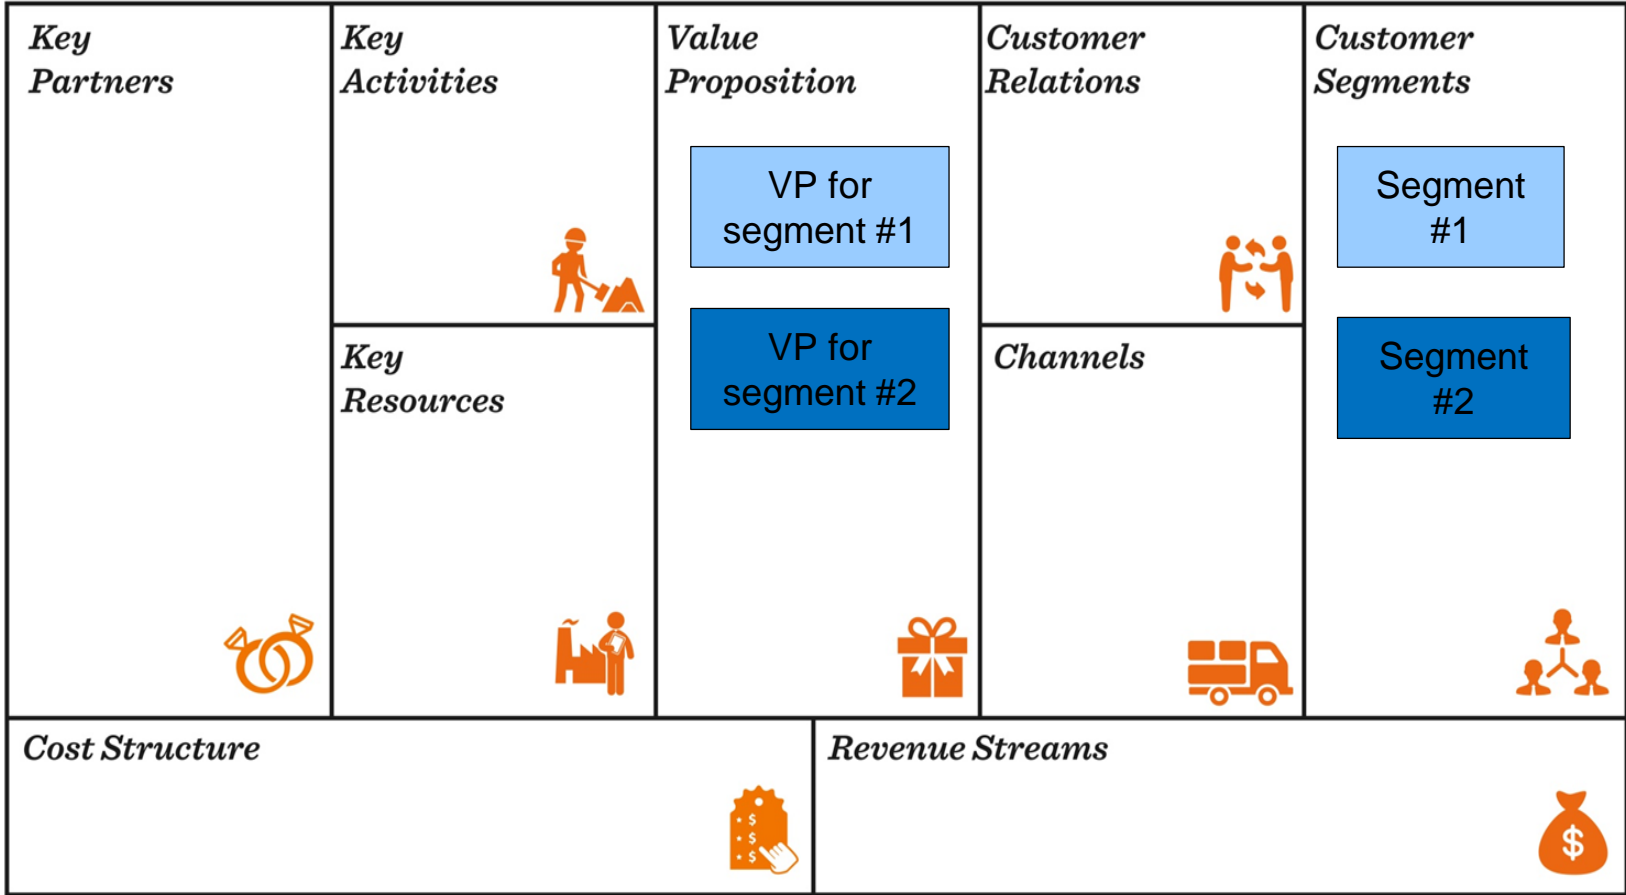 Key
Partners
Key
Activities
Value
Proposition
VP for
segment #1
VP for
segment #2
Customer
Relations
Customer
Segments
Segment
#1
Segment
#2
Key
Resources
Channels
Cost Structure
$
$
$
Revenue Streams
$